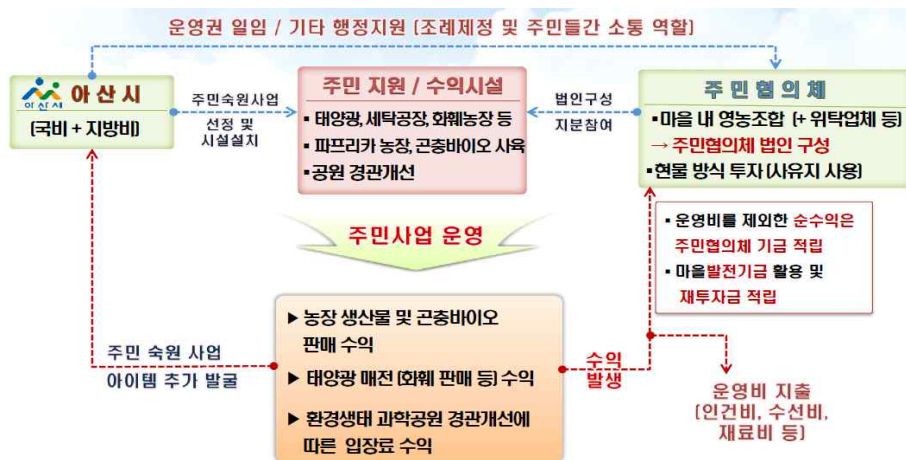 운영권 일임 / 기타 행정지원 (조례제정 및 주민들간 소통 역할)
아산시
아 산 시
(국비 + 지방비)
주민숙원사업
선정 및
시설설치
주민 지원 / 수익시설
▪ 태양광, 세탁공장, 화훼농장 등
▪ 파프리카 농장, 곤충바이오 사육
▪ 공원 경관개선
법인구성
지분참여
주 민 협 의 체
▪ 마을 내 영농조합 (+ 위탁업체 등)
→ 주민협의체 법인 구성
▪ 현물 방식 투자 (사유지 사용)
주민사업 운영
▪ 운영비를 제외한 순수익은
주민협의체 기금 적립
▪ 마을발전기금 활용 및
재투자금 적립
주민 숙원 사업
아이템 추가 발굴
▶ 농장 생산물 및 곤충바이오
판매 수익
▶ 태양광 매전 (화훼 판매 등) 수익
▶ 환경생태 과학공원 경관개선에
따른 입장료 수익
수익
발생
운영비 지출
(인건비, 수선비,
재료비 등)